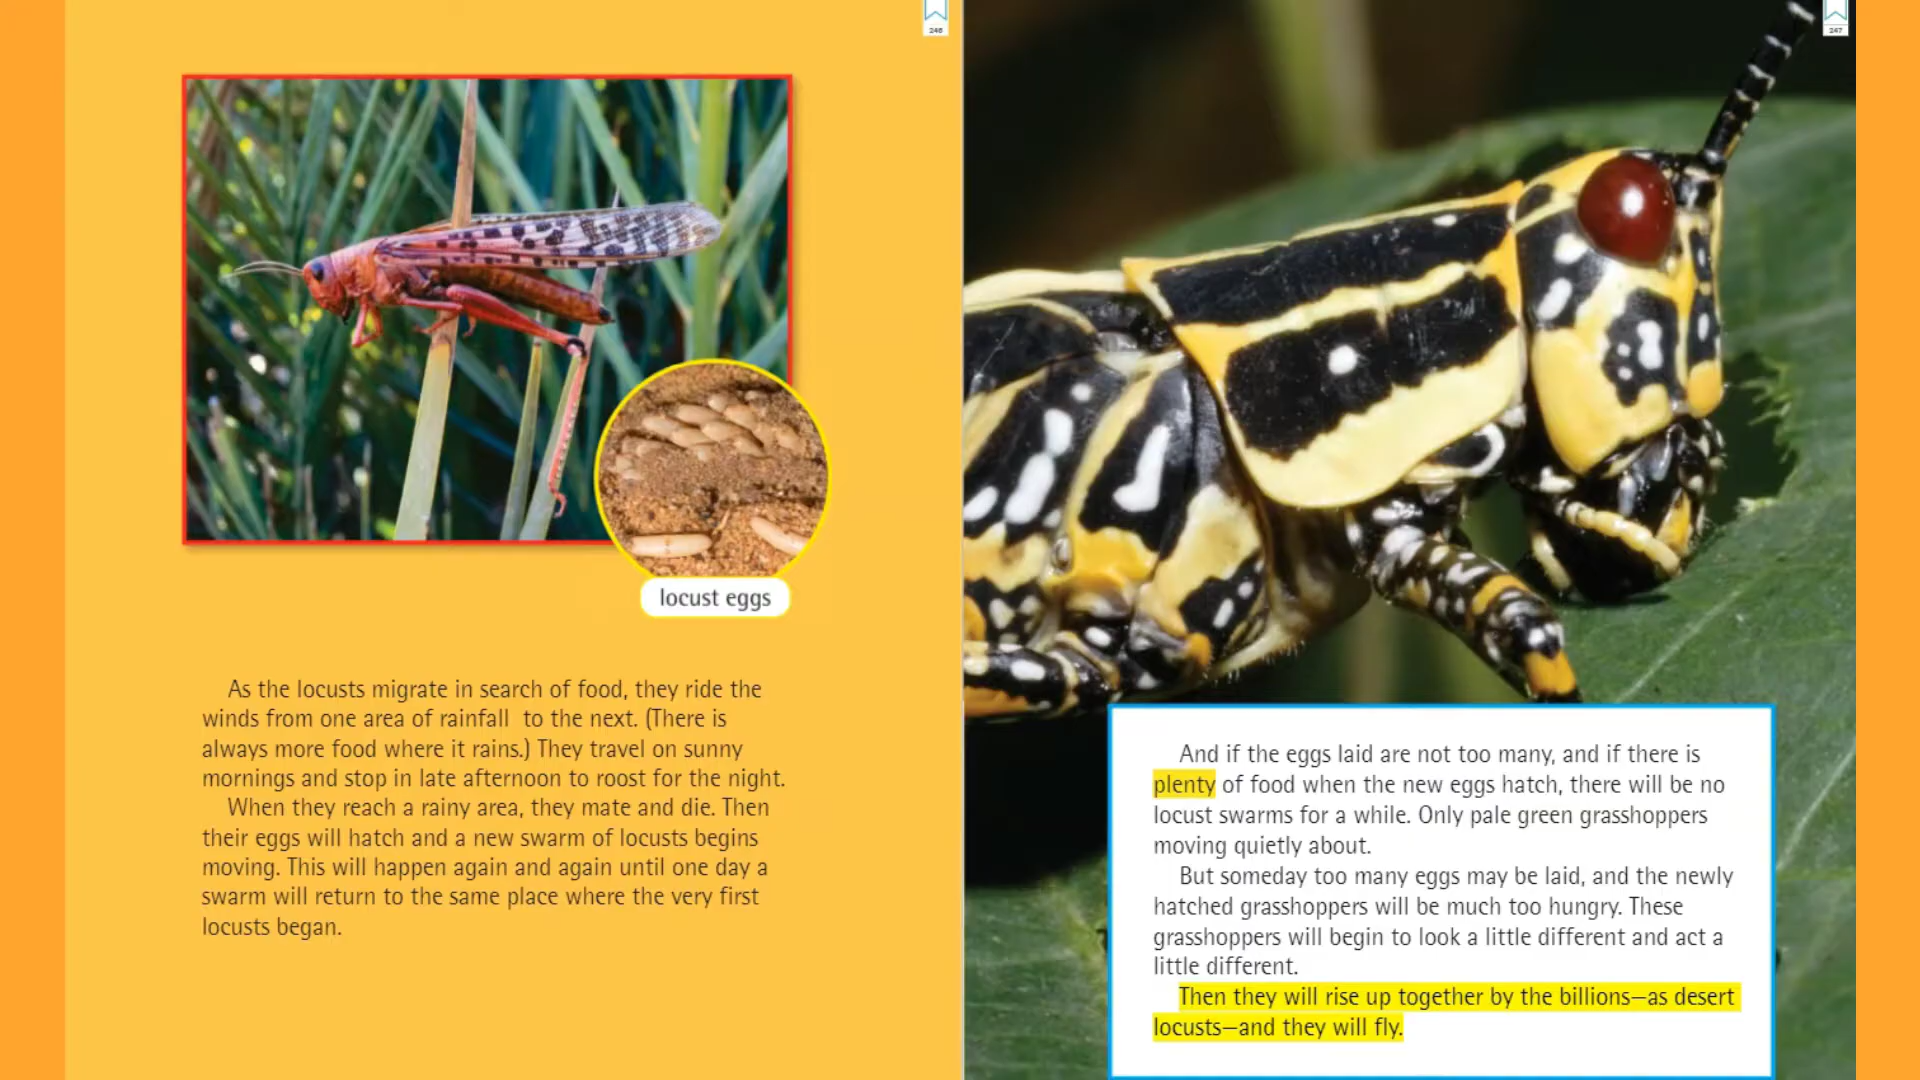 246
247
locust eggs
As the locusts migrate in search of food, they ride the
winds from one area of rainfall to the next. (There is
always more food where it rains.) They travel on sunny
mornings and stop in late afternoon to roost for the night.
When they reach a rainy area, they mate and die. Then
their eggs will hatch and a new swarm of locusts begins
moving. This will happen again and again until one day a
swarm will return to the same place where the very first
locusts began.
And if the eggs laid are not too many, and if there is
plenty of food when the new eggs hatch, there will be no
locust swarms for a while. Only pale green grasshoppers
moving quietly about.
But someday too many eggs may be laid, and the newly
hatched grasshoppers will be much too hungry. These
grasshoppers will begin to look a little different and act a
little different.
Then they will rise up together by the billions—as desert
locusts—and they will fly.